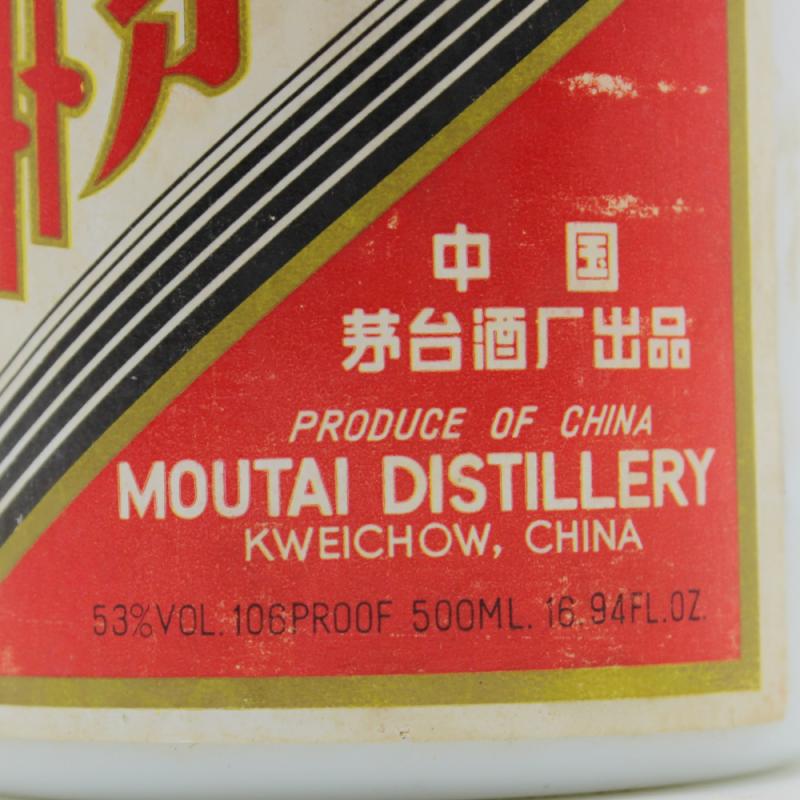 中国
茅台酒厂出品
PRODUCE OF CHINA
MOUTAI DISTILLERY
KWEICHOW, CHINA
53%VOL. 106PROOF 500ML. 16.94FL.OZ.